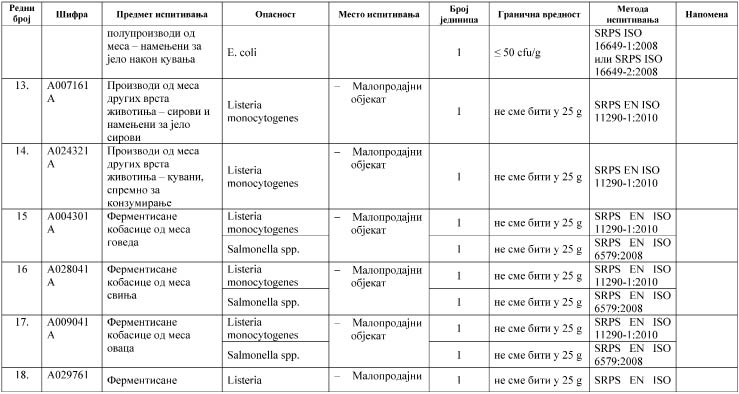 Редни број Шифра Предмет испитивања Опасност Место испитивања Број јединица Гранична вредност Метода испитивања Напомена
полупроизводи од
меса – намењени за
јело након кувања
E. coli
1
≤ 50 cfu/g
SRPS ISO
16649-1:2008
или SRPS ISO
16649-2:2008
13.
A007161
A
Производи од меса
других врста
животиња – сирови и
намењени за јело
сирови
Listeria
monocytogenes
– Малопродајни
објекат
1
не сме бити у 25 g
SRPS EN ISO
11290-1:2010
14.
A024321
A
Производи од меса
других врста
животиња – кувани,
спремно за
конзумирање
Listeria
monocytogenes
– Малопродајни
објекат
1
не сме бити у 25 g
SRPS EN ISO
11290-1:2010
15
A004301
A
Ферментисане
кобасице од меса
говеда
Listeria
monocytogenes
– Малопродајни
објекат
1
не сме бити у 25 g
SRPS EN ISO
11290-1:2010
Salmonella spp.
1
не сме бити у 25 g
SRPS EN ISO
6579:2008
16
A028041
A
Ферментисане
кобасице од меса
свиња
Listeria
monocytogenes
– Малопродајни
објекат
1
не сме бити у 25 g
SRPS EN ISO
11290-1:2010
Salmonella spp.
1
не сме бити у 25 g
SRPS EN ISO
6579:2008
17.
A009041
A
Ферментисане
кобасице од меса
оваца
Listeria
monocytogenes
– Малопродајни
објекат
1
не сме бити у 25 g
SRPS EN ISO
11290-1:2010
Salmonella spp.
1
не сме бити у 25 g
SRPS EN ISO
6579:2008
18.
A029761
Ферментисане
Listeria
– Малопродајни
1
не сме бити у 25 g
SRPS EN ISO